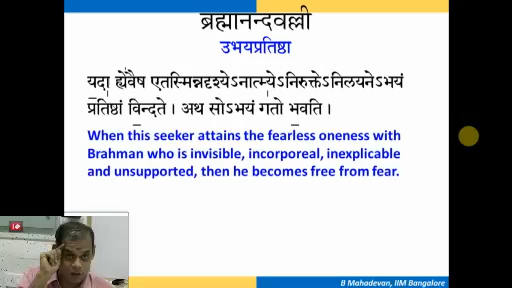 ब्रह्मानन्दवल्ली
उभयप्रतिष्ठा
यदा॒ ह्ये॑वैष॒ एतस्मिन्नदृश्येऽनात्म्येऽनिरुक्तेऽनिलयनेऽभयं
प्रति॒ष्ठां वि॒न्दते । अथ सोऽभयं गतो भ॒वति ।
When this seeker attains the fearless oneness with
Brahman who is invisible, incorporeal, inexplicable
and unsupported, then he becomes free from fear.
B Mahadevan, IIM Bangalore